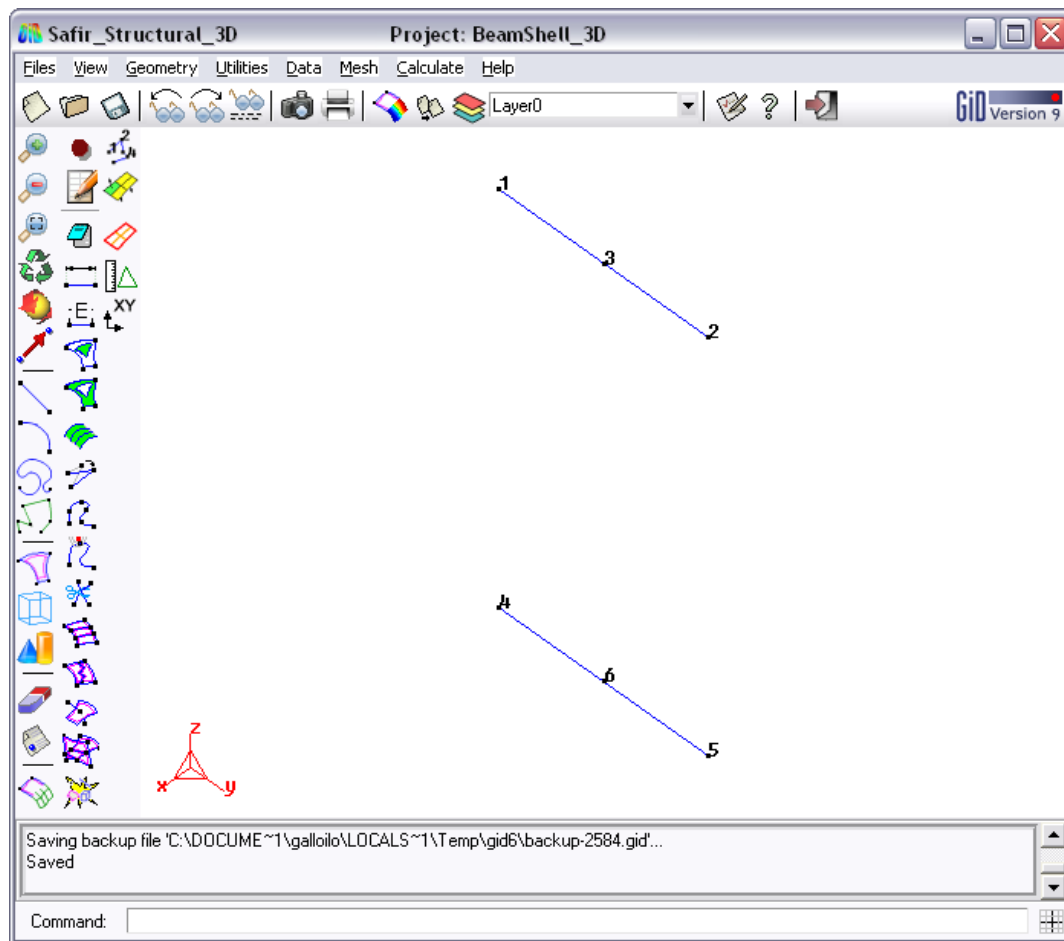 Safir_Structural_3D Project: BeamShell_3D
Files View Geometry Utilities Data Mesh Calculate Help
Layer0 ? GiD Version 9
2
E XY
1
3
2
4
6
5
z
x y
Saving backup file 'C:\DOCUME~1\galloilo\LOCALS~1\Temp\gid6\backup-2584.gid'...
Saved
Command: